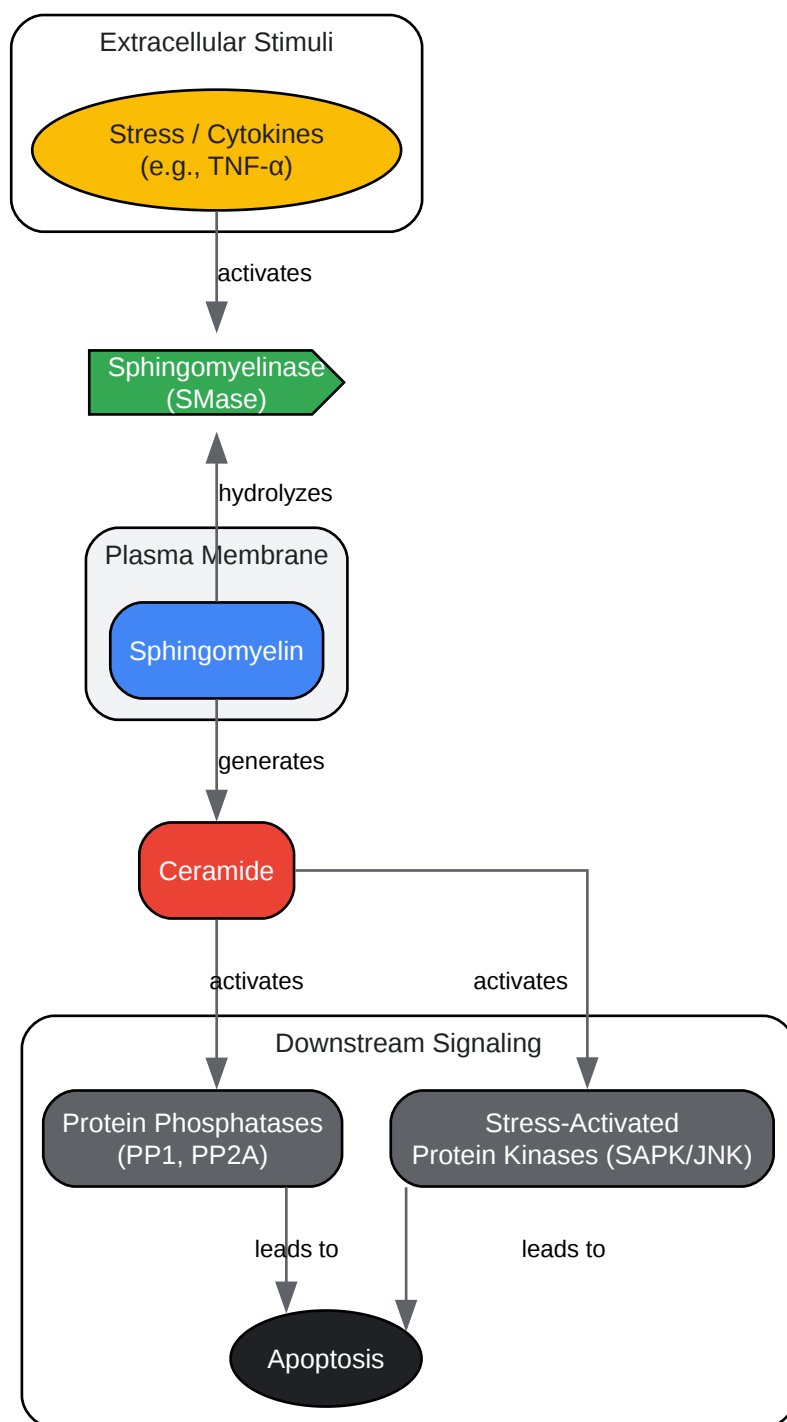 Extracellular Stimuli
Stress / Cytokines
(e.g., TNF-α)
activates
Sphingomyelinase
(SMase)
hydrolyzes
Plasma Membrane
Sphingomyelin
generates
Ceramide
activates
activates
Downstream Signaling
Protein Phosphatases
(PP1, PP2A)
Stress-Activated
Protein Kinases (SAPK/JNK)
leads to
leads to
Apoptosis